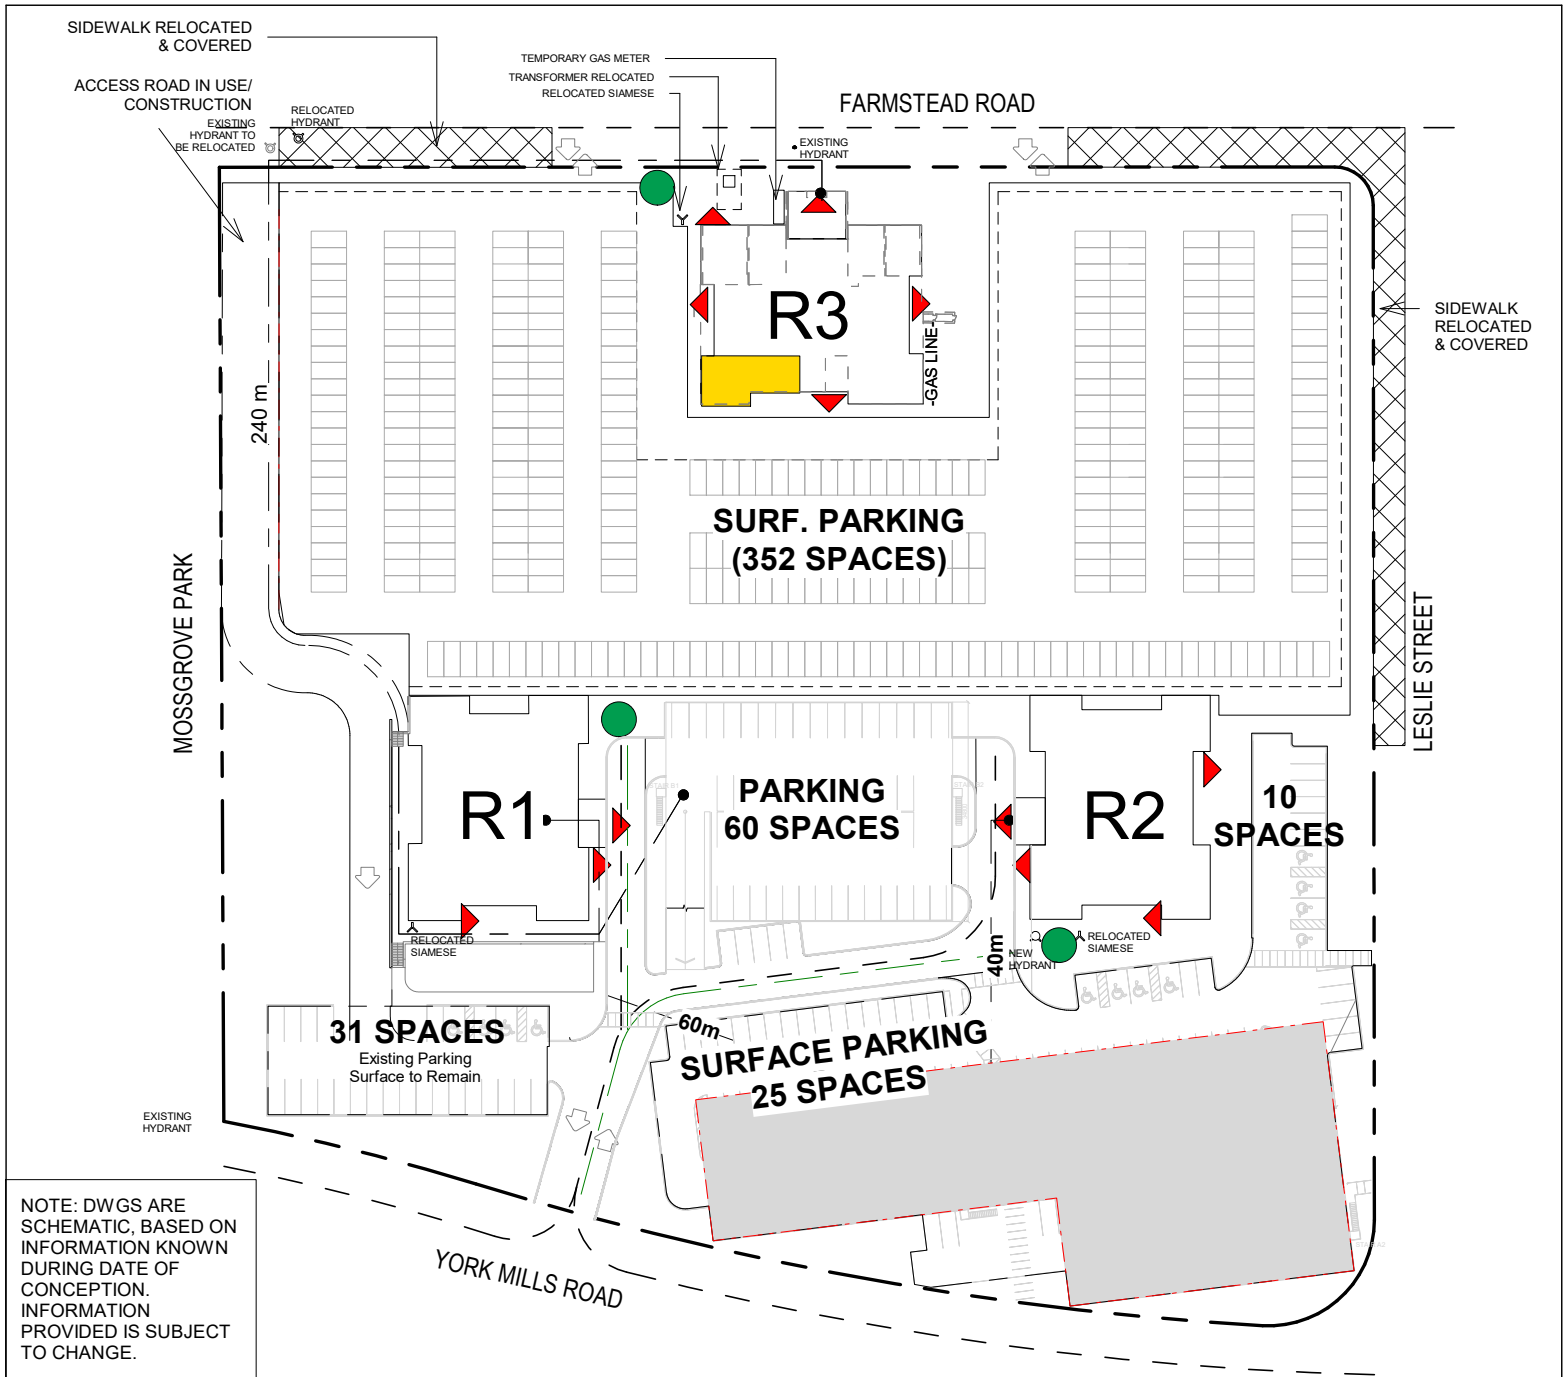 SIDEWALK RELOCATED
& COVERED
ACCESS ROAD IN USE/
CONSTRUCTION
EXISTING
HYDRANT TO
BE RELOCATED
RELOCATED
HYDRANT
TEMPORARY GAS METER
TRANSFORMER RELOCATED
RELOCATED SIAMESE
FARMSTEAD ROAD
EXISTING
HYDRANT
R3
-GAS LINE-
SIDEWALK
RELOCATED
& COVERED
240 m
SURF. PARKING
(352 SPACES)
MOSSGROVE PARK
LESLIE STREET
R1
PARKING
60 SPACES
R2
10
SPACES
RELOCATED
SIAMESE
40m
NEW
HYDRANT
RELOCATED
SIAMESE
60m
31 SPACES
Existing Parking
Surface to Remain
SURFACE PARKING
25 SPACES
EXISTING
HYDRANT
YORK MILLS ROAD
NOTE: DWGS ARE
SCHEMATIC, BASED ON
INFORMATION KNOWN
DURING DATE OF
CONCEPTION.
INFORMATION
PROVIDED IS SUBJECT
TO CHANGE.